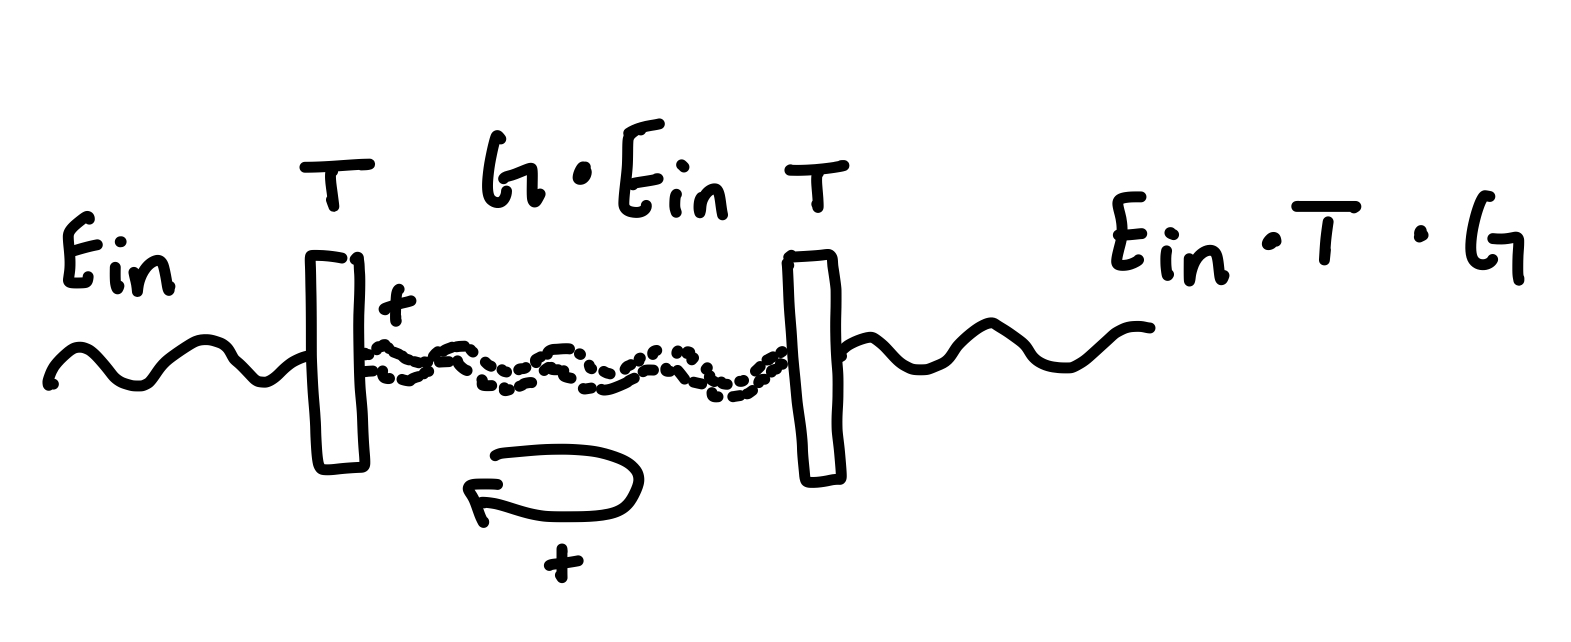 T
G · Ein
T
Ein
Ein · T · G
+
+